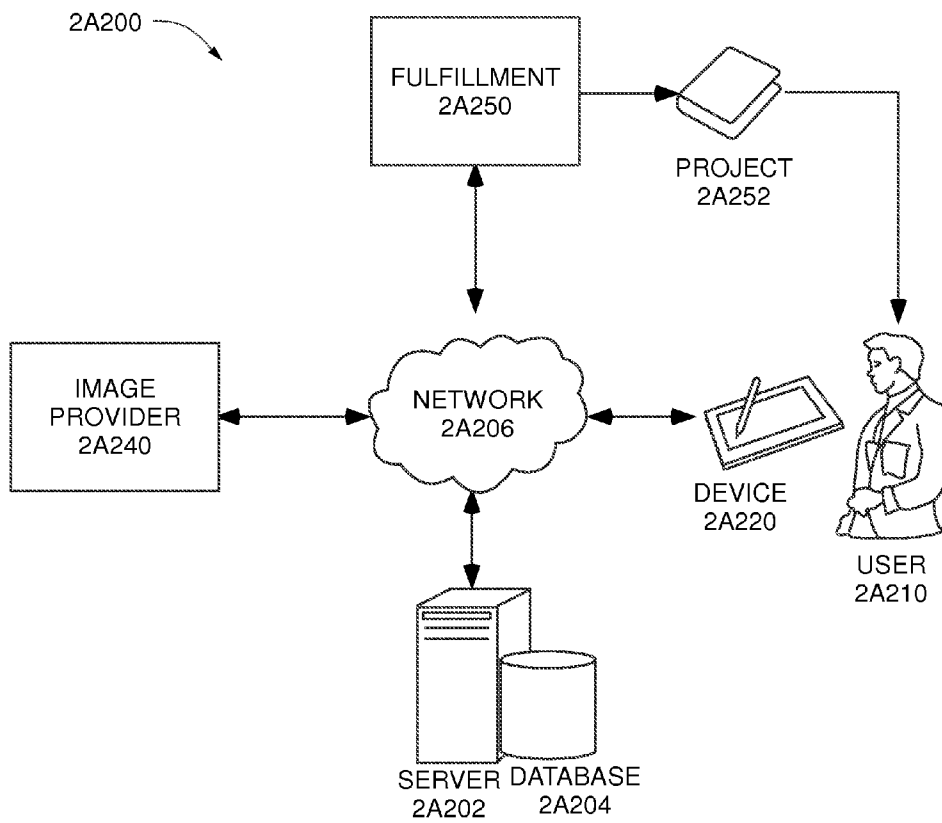 2A200
FULFILLMENT
2A250
PROJECT
2A252
IMAGE
PROVIDER
2A240
NETWORK
2A206
DEVICE
2A220
USER
2A210
SERVER
2A202
DATABASE
2A204